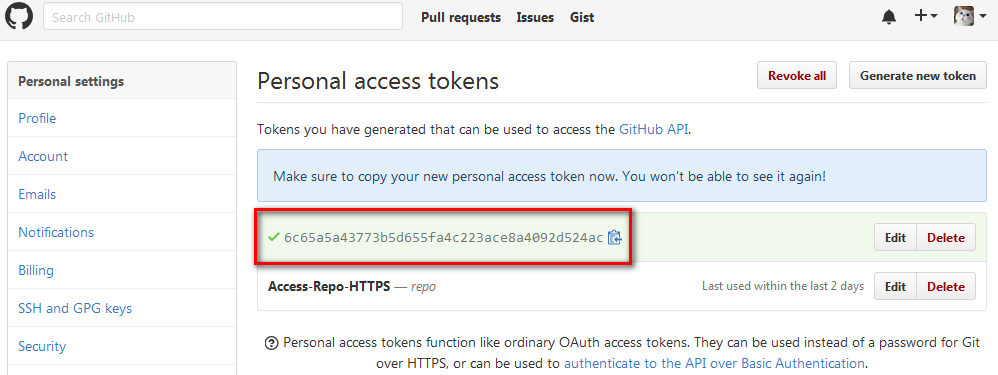 Search GitHub
Pull requests Issues Gist
Personal settings
Profile
Account
Emails
Notifications
Billing
SSH and GPG keys
Security
Personal access tokens
Revoke all
Generate new token
Tokens you have generated that can be used to access the GitHub API.
Make sure to copy your new personal access token now. You won't be able to see it again!
6c65a5a43773b5d655fa4c223ace8a4092d524ac
Edit Delete
Access-Repo-HTTPS — repo
Last used within the last 2 days
Edit Delete
Personal access tokens function like ordinary OAuth access tokens. They can be used instead of a password for Git
over HTTPS, or can be used to authenticate to the API over Basic Authentication.